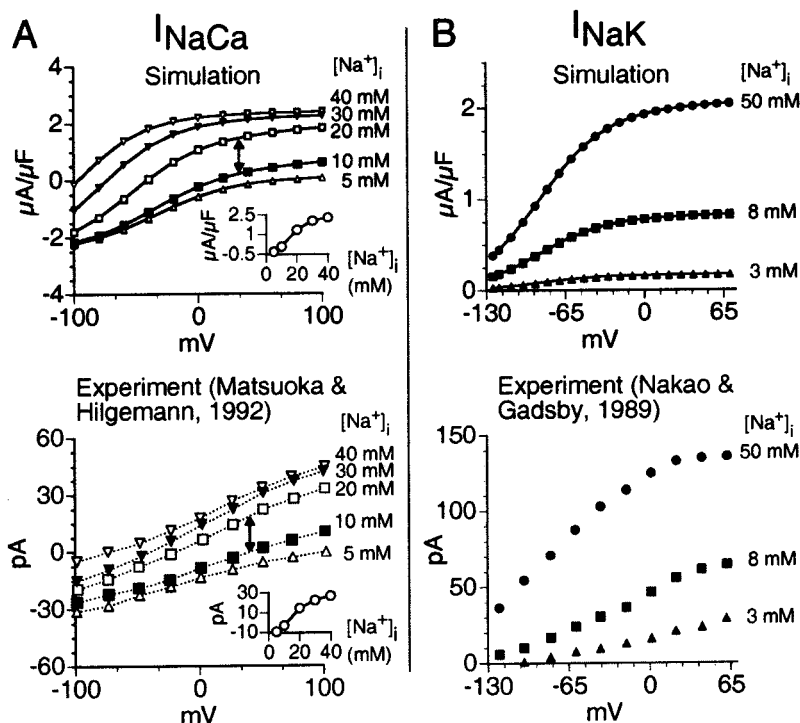 A
I NaCa
Simulation
[Na⁺]i
40 mM
30 mM
20 mM
10 mM
5 mM
4
2
0
-2
-4
µA/µF
-100
0
100
mV
2.5
1
-0.5
µA/µF
0
20
40
[Na⁺]i
(mM)
Experiment (Matsuoka &
Hilgemann, 1992)
[Na⁺]i
40 mM
30 mM
20 mM
10 mM
5 mM
60
30
0
-30
-60
pA
-100
0
100
mV
30
10
-10
pA
0
20
40
[Na⁺]i
(mM)
B
I NaK
Simulation
[Na⁺]i
50 mM
8 mM
3 mM
2
1
0
µA/µF
-130
-65
0
65
mV
Experiment (Nakao &
Gadsby, 1989)
[Na⁺]i
50 mM
8 mM
3 mM
150
100
50
0
pA
-130
-65
0
65
mV